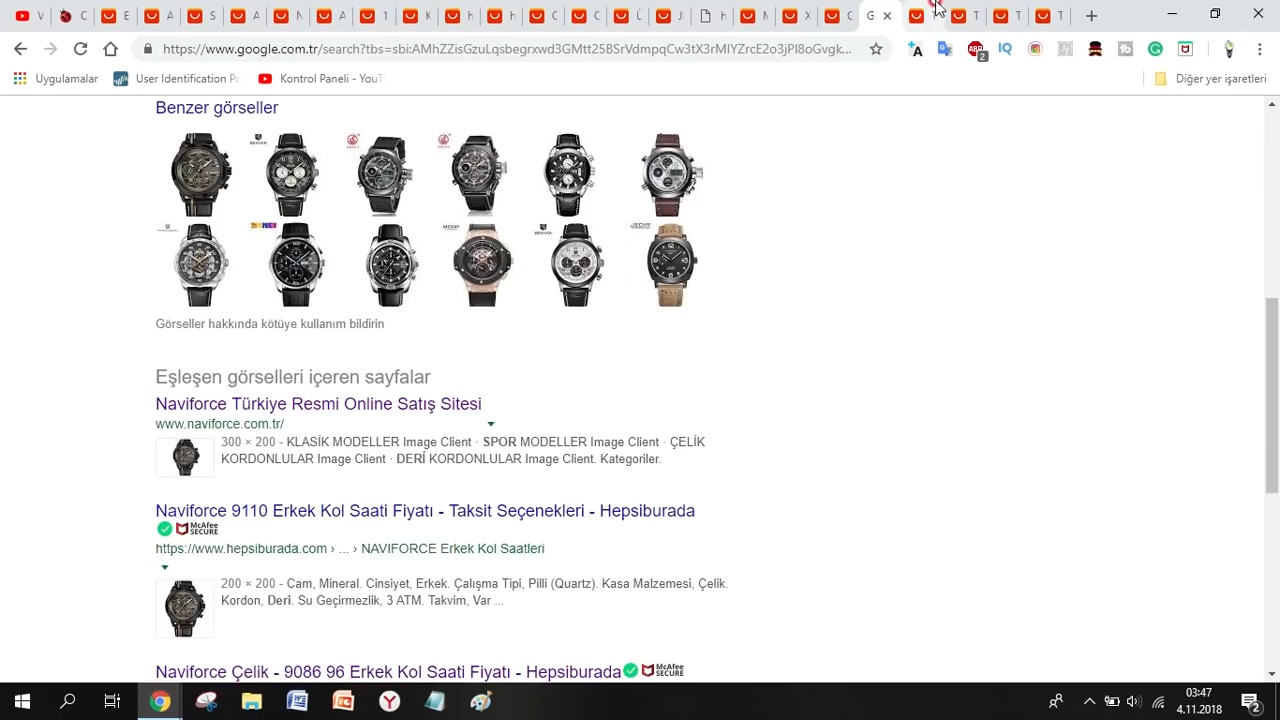 E
S
S
N
1
T
h
T
C
Ü
h
M
X
S
G
T
T
T
https://www.google.com.tr/search?tbs=sbi:AMhZZisGzuLqsbegrxwd3GMtt25BSrVdmpqCw3tX3rMIYZrcE2o3jPl8oGvgk...
ABP
2
IQ
Uygulamalar
User Identification Po
Kontrol Paneli - YouTu
Diğer yer işaretleri
Benzer görseller
Görseller hakkında kötüye kullanım bildirin
Eşleşen görselleri içeren sayfalar
Naviforce Türkiye Resmi Online Satış Sitesi
www.naviforce.com.tr/
300 × 200 - KLASİK MODELLER Image Client · SPOR MODELLER Image Client · ÇELİK
KORDONLULAR Image Client · DERİ KORDONLULAR Image Client. Kategoriler.
Naviforce 9110 Erkek Kol Saati Fiyatı - Taksit Seçenekleri - Hepsiburada
McAfee SECURE
https://www.hepsiburada.com › ... › NAVIFORCE Erkek Kol Saatleri
200 × 200 - Cam, Mineral. Cinsiyet, Erkek. Çalışma Tipi, Pilli (Quartz). Kasa Malzemesi, Çelik.
Kordon, Deri. Su Geçirmezlik, 3 ATM. Takvim, Var ...
Naviforce Çelik - 9086 96 Erkek Kol Saati Fiyatı - Hepsiburada McAfee SECURE
03:47
4.11.2018
2